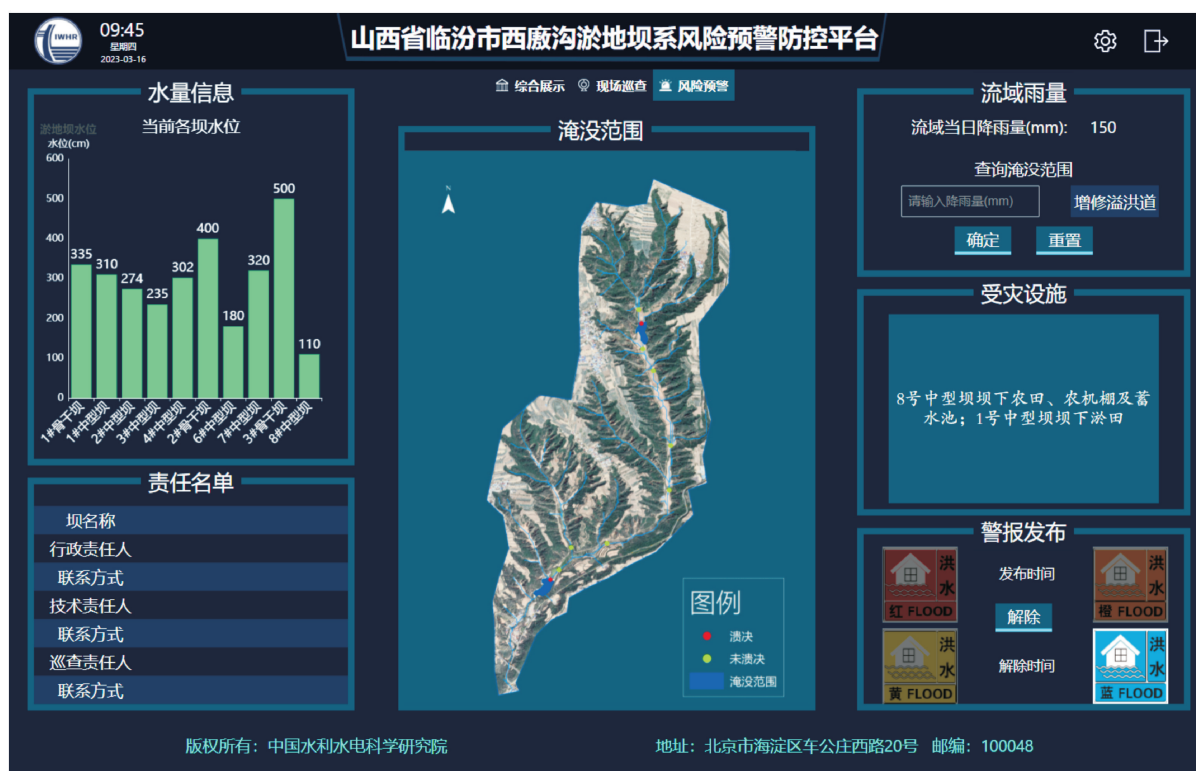 IWHR
09:45
星期四
2023-03-16
山西省临汾市西廒沟淤地坝系风险预警防控平台
综合展示 现场巡查 风险预警
水量信息
淤地坝水位
当前各坝水位
水位(cm)
600
500
400
300
200
100
0
335
310
274
235
302
400
180
320
500
110
1#骨干坝
1#中型坝
2#中型坝
3#中型坝
4#中型坝
2#骨干坝
6#中型坝
7#中型坝
3#骨干坝
8#中型坝
责任名单
坝名称
行政责任人
联系方式
技术责任人
联系方式
巡查责任人
联系方式
淹没范围
N
图例
溃决
未溃决
淹没范围
流域雨量
流域当日降雨量(mm): 150
查询淹没范围
请输入降雨量(mm) 增修溢洪道
确定 重置
受灾设施
8号中型坝坝下农田、农机棚及蓄
水池；1号中型坝坝下淤田
警报发布
洪水
红 FLOOD
发布时间
洪水
橙 FLOOD
解除
洪水
黄 FLOOD
解除时间
洪水
蓝 FLOOD
版权所有：中国水利水电科学研究院
地址：北京市海淀区车公庄西路20号 邮编：100048